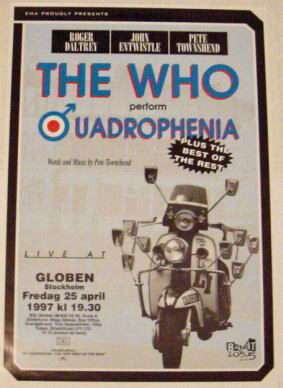 EMA PROUDLY PRESENTS
ROGER DALTREY
JOHN ENTWISTLE
PETE TOWNSHEND
THE WHO
perform
QUADROPHENIA
PLUS THE
BEST OF
THE REST
Words and Music by Pete Townshend
LIVE AT
GLOBEN
Stockholm
Fredag 25 april
1997 kl 19.30